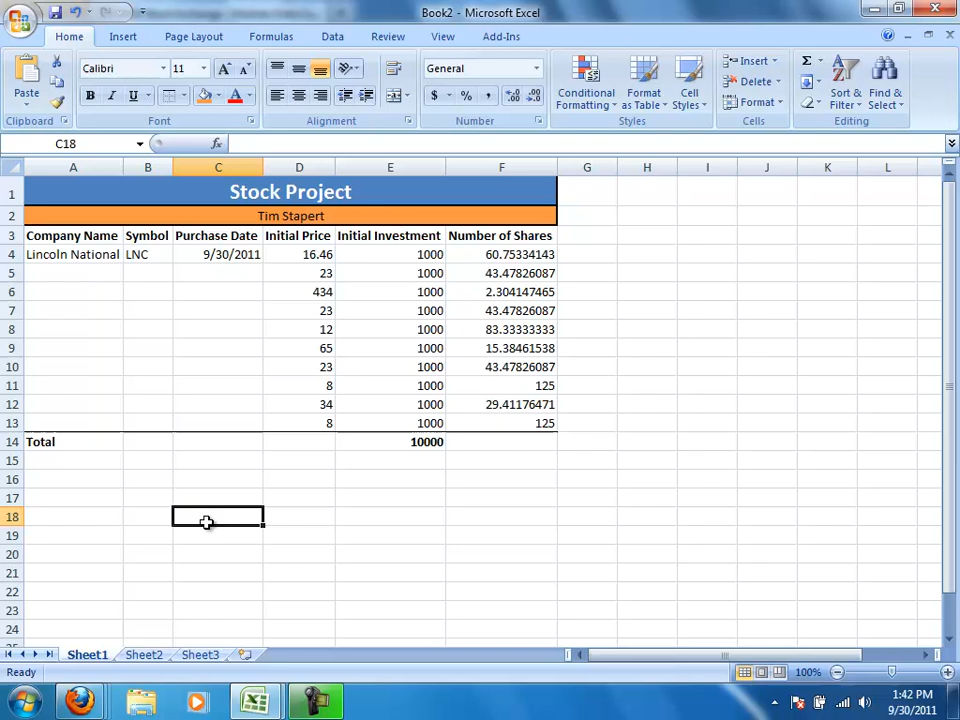 Book2 - Microsoft Excel
Home Insert Page Layout Formulas Data Review View Add-Ins
Paste
Calibri 11
B I U
General
$ % ,
Conditional Formatting
Format as Table
Cell Styles
Insert
Delete
Format
Sort & Filter
Find & Select
Clipboard Font Alignment Number Styles Cells Editing
C18 fx
A B C D E F G H I J K L
1 Stock Project
2 Tim Stapert
3 Company Name Symbol Purchase Date Initial Price Initial Investment Number of Shares
4 Lincoln National LNC 9/30/2011 16.46 1000 60.75334143
5 23 1000 43.47826087
6 434 1000 2.304147465
7 23 1000 43.47826087
8 12 1000 83.33333333
9 65 1000 15.38461538
10 23 1000 43.47826087
11 8 1000 125
12 34 1000 29.41176471
13 8 1000 125
14 Total 10000
15
16
17
18
19
20
21
22
23
24
Sheet1 Sheet2 Sheet3
Ready 100%
1:42 PM
9/30/2011